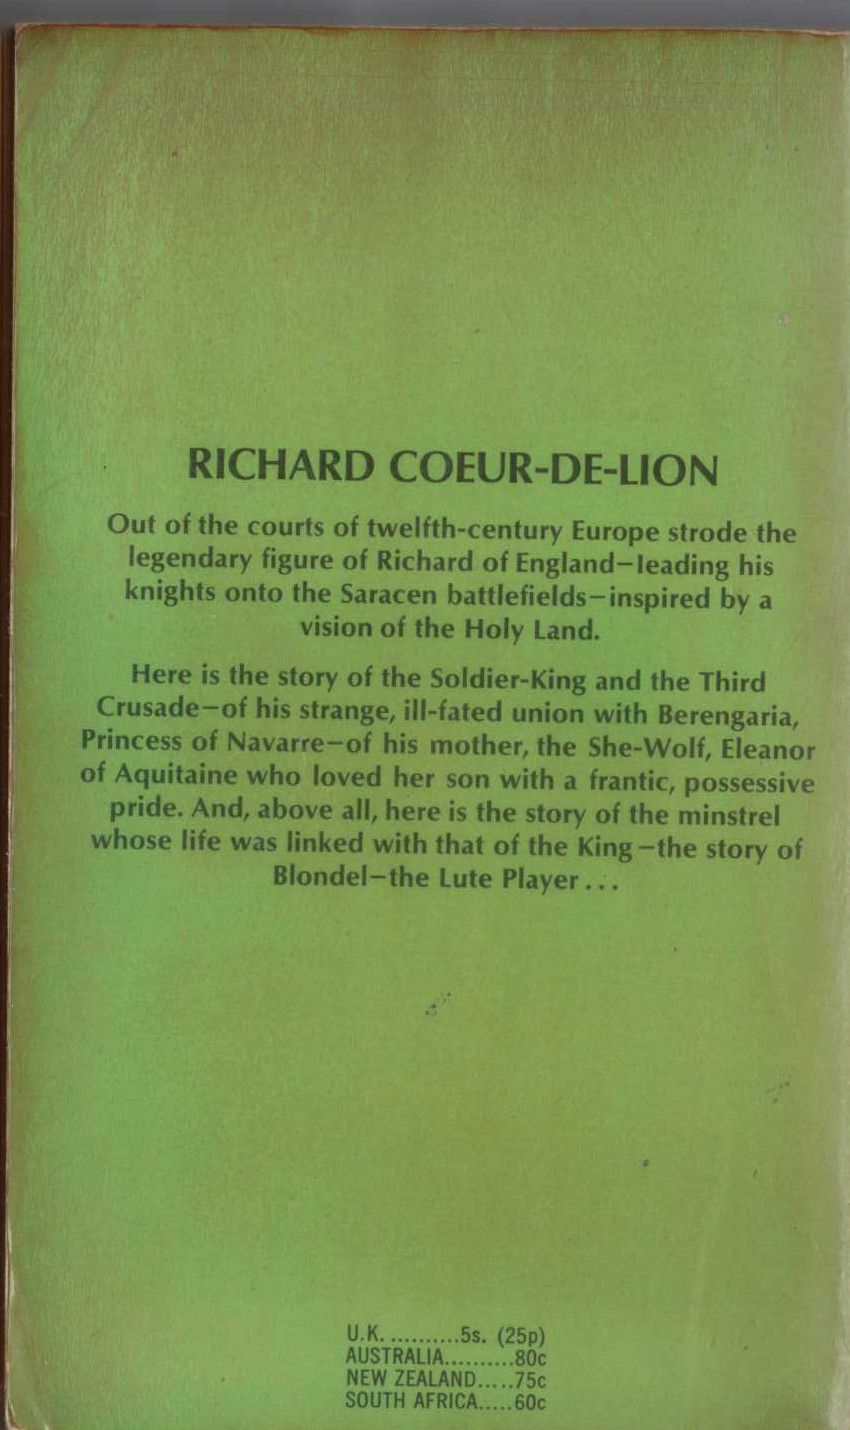 RICHARD COEUR-DE-LION
Out of the courts of twelfth-century Europe strode the
legendary figure of Richard of England—leading his
knights onto the Saracen battlefields—inspired by a
vision of the Holy Land.
Here is the story of the Soldier-King and the Third
Crusade—of his strange, ill-fated union with Berengaria,
Princess of Navarre—of his mother, the She-Wolf, Eleanor
of Aquitaine who loved her son with a frantic, possessive
pride. And, above all, here is the story of the minstrel
whose life was linked with that of the King—the story of
Blondel—the Lute Player...
U.K. ..........5s. (25p)
AUSTRALIA..........80c
NEW ZEALAND.....75c
SOUTH AFRICA.....60c